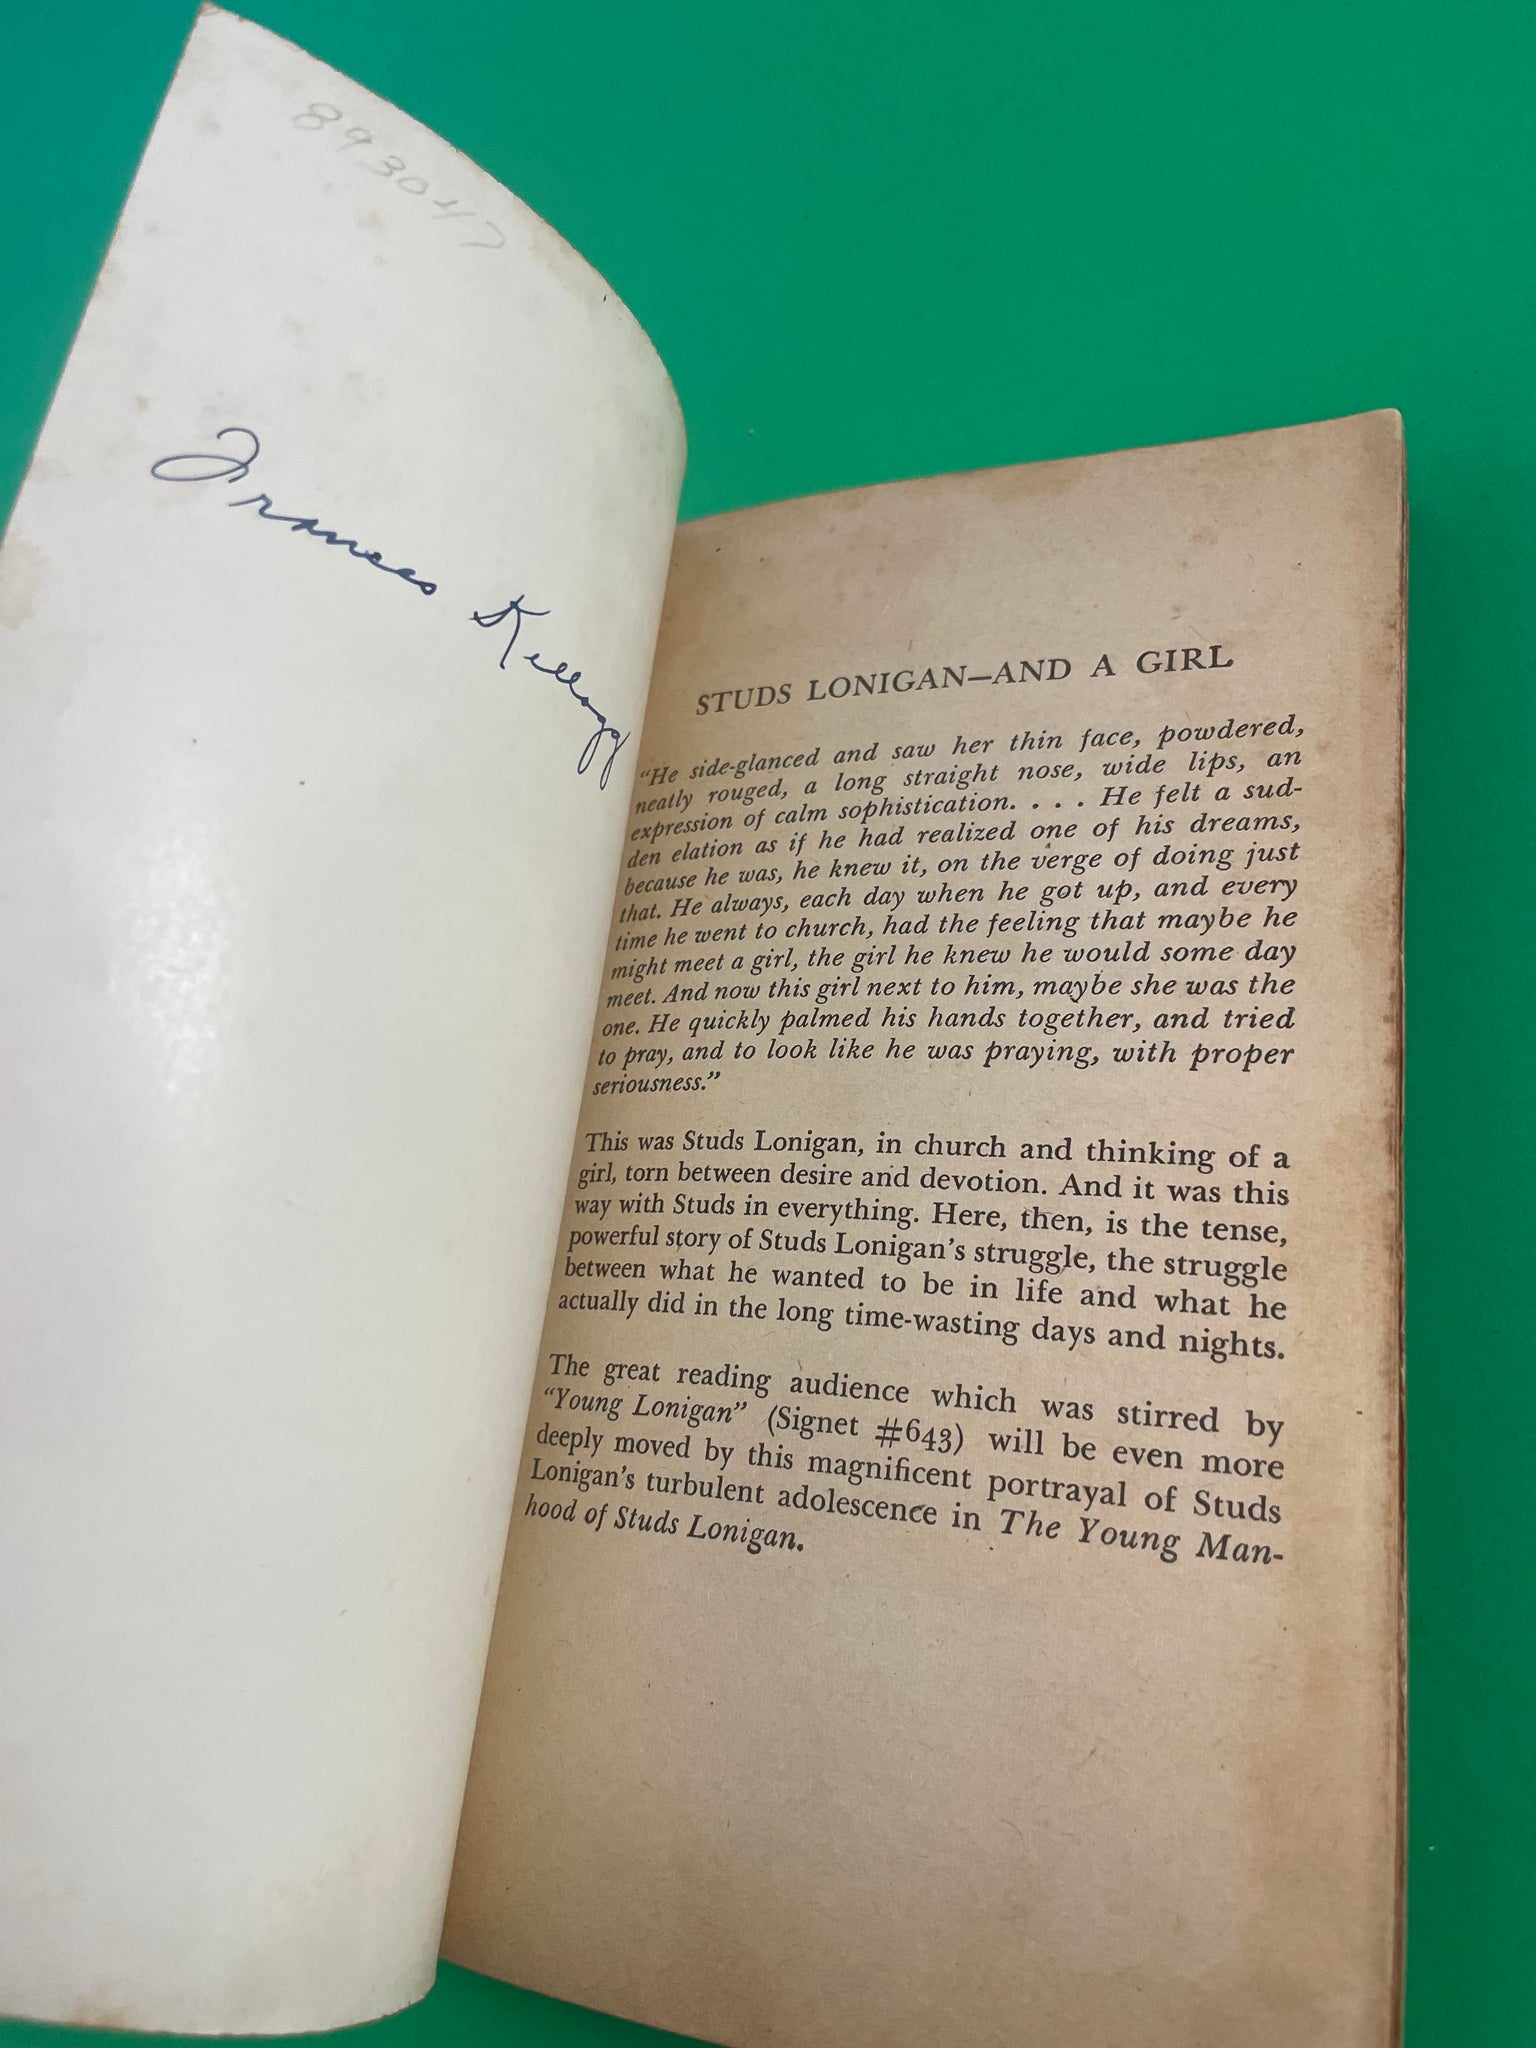 893047
Frances Kellogg
STUDS LONIGAN—AND A GIRL
“He side-glanced and saw her thin face, powdered,
neatly rouged, a long straight nose, wide lips, an
expression of calm sophistication. . . . He felt a sud-
den elation as if he had realized one of his dreams,
because he was, he knew it, on the verge of doing just
that. He always, each day when he got up, and every
time he went to church, had the feeling that maybe he
might meet a girl, the girl he knew he would some day
meet. And now this girl next to him, maybe she was the
one. He quickly palmed his hands together, and tried
to pray, and to look like he was praying, with proper
seriousness.”
This was Studs Lonigan, in church and thinking of a
girl, torn between desire and devotion. And it was this
way with Studs in everything. Here, then, is the tense,
powerful story of Studs Lonigan’s struggle, the struggle
between what he wanted to be in life and what he
actually did in the long time-wasting days and nights.
The great reading audience which was stirred by
“Young Lonigan” (Signet #643) will be even more
deeply moved by this magnificent portrayal of Studs
Lonigan’s turbulent adolescence in The Young Man-
hood of Studs Lonigan.